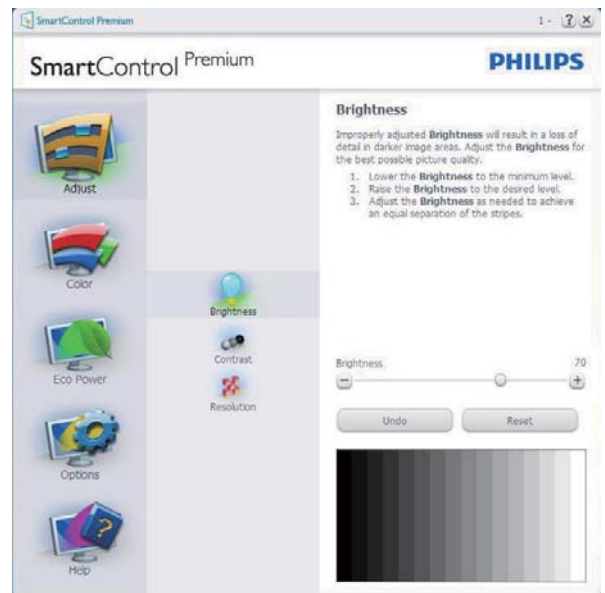 SmartControl Premium
1 - ? X
SmartControl Premium
PHILIPS
Adjust
Color
Eco Power
Options
Help
Brightness
Contrast
Resolution
Brightness
Improperly adjusted Brightness will result in a loss of
detail in darker image areas. Adjust the Brightness for
the best possible picture quality.
1. Lower the Brightness to the minimum level.
2. Raise the Brightness to the desired level.
3. Adjust the Brightness as needed to achieve
an equal separation of the stripes.
Brightness 70
Undo Reset